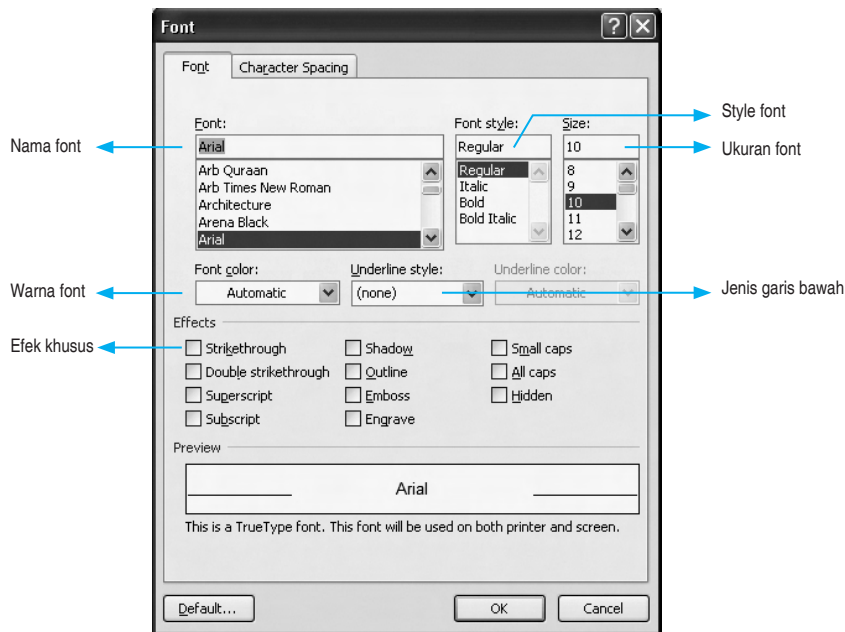 Font
Font Character Spacing
Font: Font style: Size:
Arial Regular 10
Arb Quraan
Arb Times New Roman
Architecture
Arena Black
Arial
Regular
Italic
Bold
Bold Italic
8
9
10
11
12
Font color: Underline style: Underline color:
Automatic (none) Automatic
Effects
Strikethrough Shadow Small caps
Double strikethrough Outline All caps
Superscript Emboss Hidden
Subscript Engrave
Preview
Arial
This is a TrueType font. This font will be used on both printer and screen.
Default... OK Cancel
Nama font
Warna font
Efek khusus
Style font
Ukuran font
Jenis garis bawah